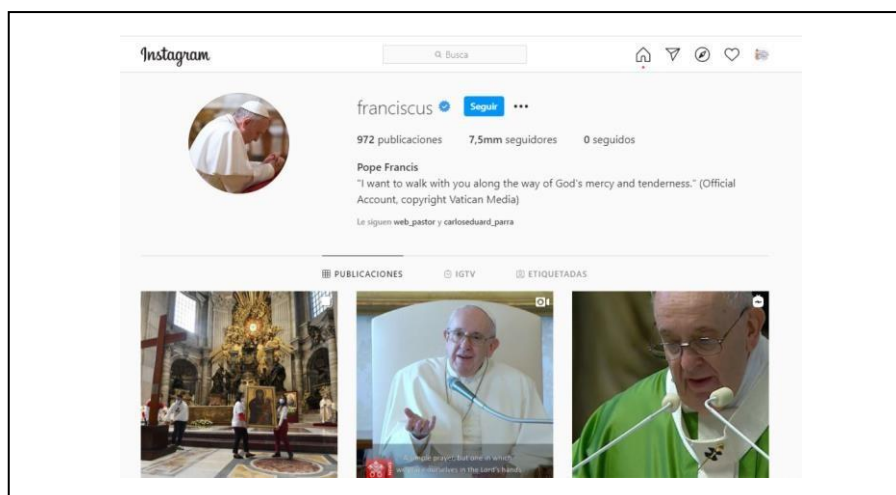 Instagram
Busca
franciscus Seguir
972 publicaciones 7,5mm seguidores 0 seguidos
Pope Francis
"I want to walk with you along the way of God's mercy and tenderness." (Official
Account, copyright Vatican Media)
Le siguen web_pastor y carloseduard_parra
PUBLICACIONES IGTV ETIQUETADAS
A simple prayer, but one in which
ourselves in the Lord's hands.